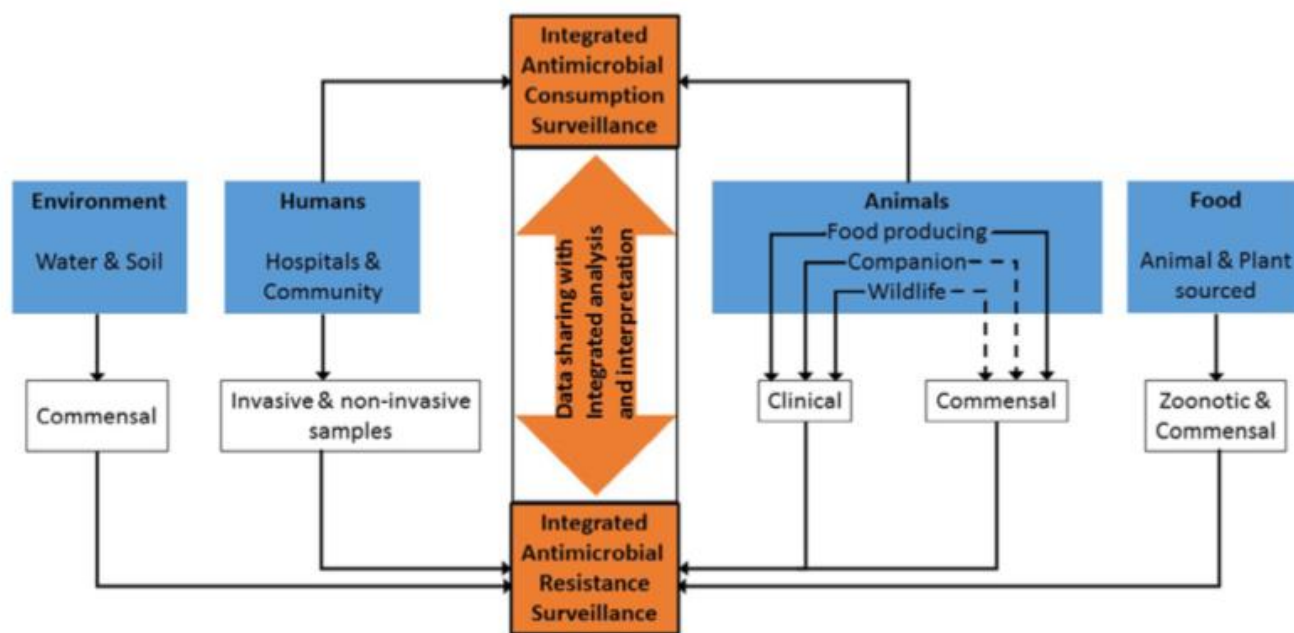 Integrated
Antimicrobial
Consumption
Surveillance
Environment
Water & Soil
Humans
Hospitals &
Community
Data sharing with
Integrated analysis
and interpretation
Animals
Food producing
Companion
Wildlife
Food
Animal & Plant
sourced
Commensal
Invasive & non-invasive
samples
Clinical
Commensal
Zoonotic &
Commensal
Integrated
Antimicrobial
Resistance
Surveillance